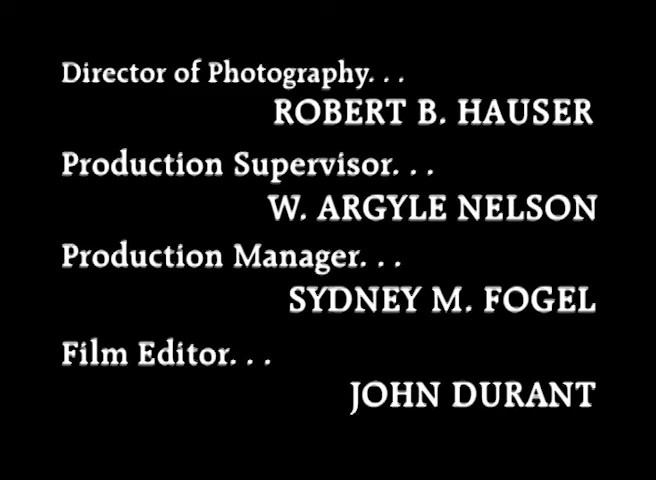 Director of Photography. . .
ROBERT B. HAUSER
Production Supervisor. . .
W. ARGYLE NELSON
Production Manager. . .
SYDNEY M. FOGEL
Film Editor. . .
JOHN DURANT